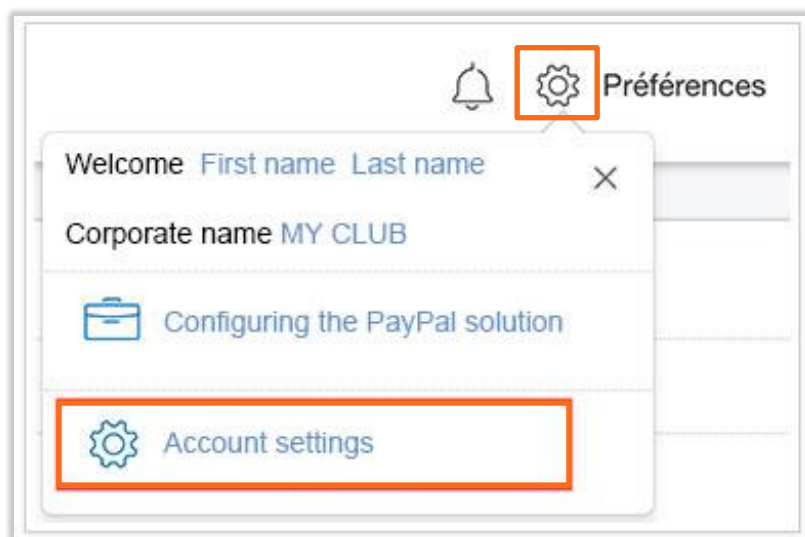 Préférences
Welcome First name Last name
Corporate name MY CLUB
Configuring the PayPal solution
Account settings